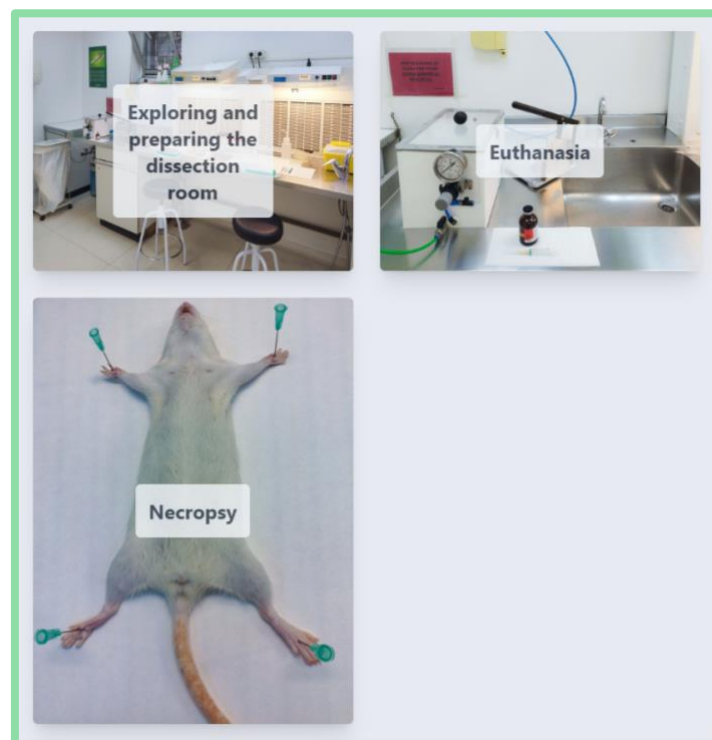 Exploring and
preparing the
dissection
room
Euthanasia
Necropsy